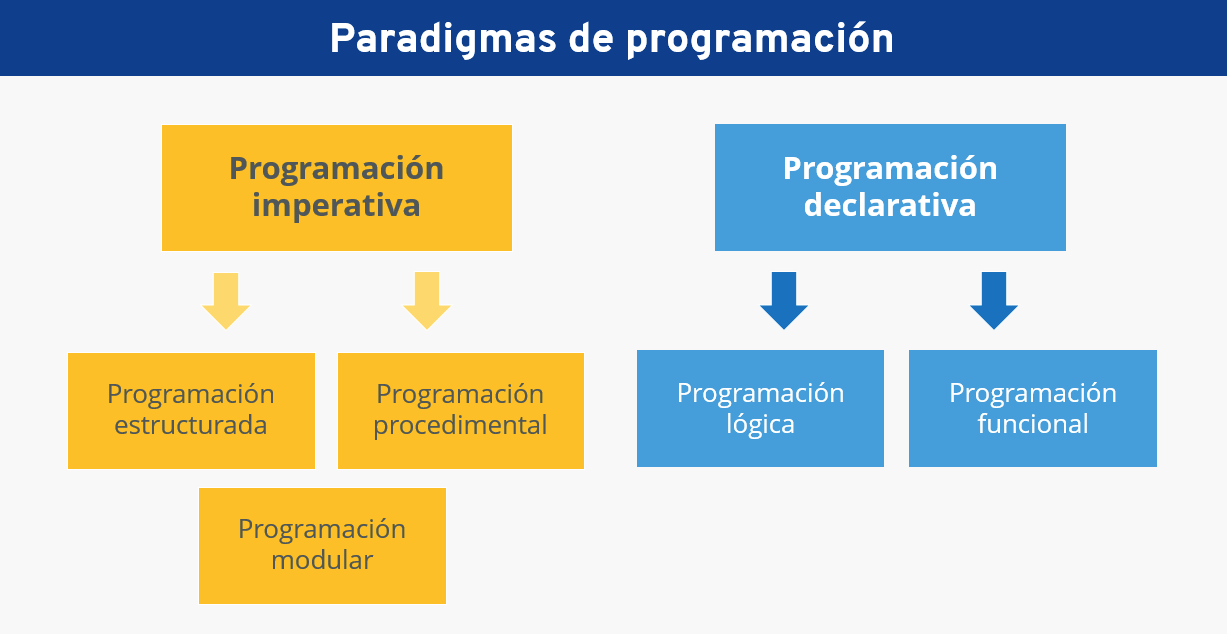 Paradigmas de programación
Programación
imperativa
Programación
declarativa
Programación
estructurada
Programación
procedimental
Programación
lógica
Programación
funcional
Programación
modular